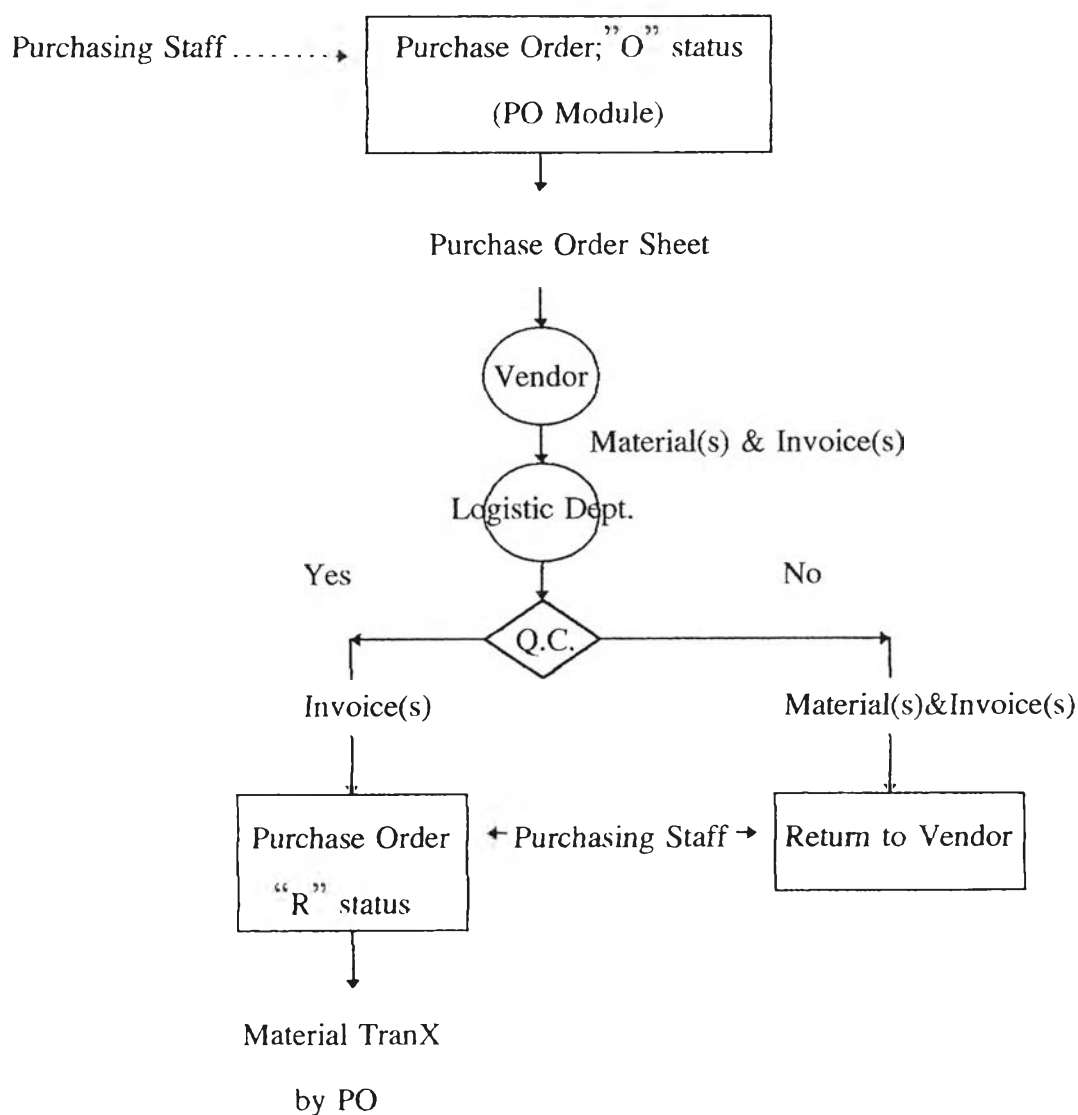 Purchasing Staff ........
Purchase Order; ”O” status
(PO Module)
Purchase Order Sheet
Vendor
Material(s) & Invoice(s)
Logistic Dept.
Yes
No
Q.C.
Invoice(s)
Material(s)&Invoice(s)
Purchase Order
“R” status
Purchasing Staff
Return to Vendor
Material TranX
by PO